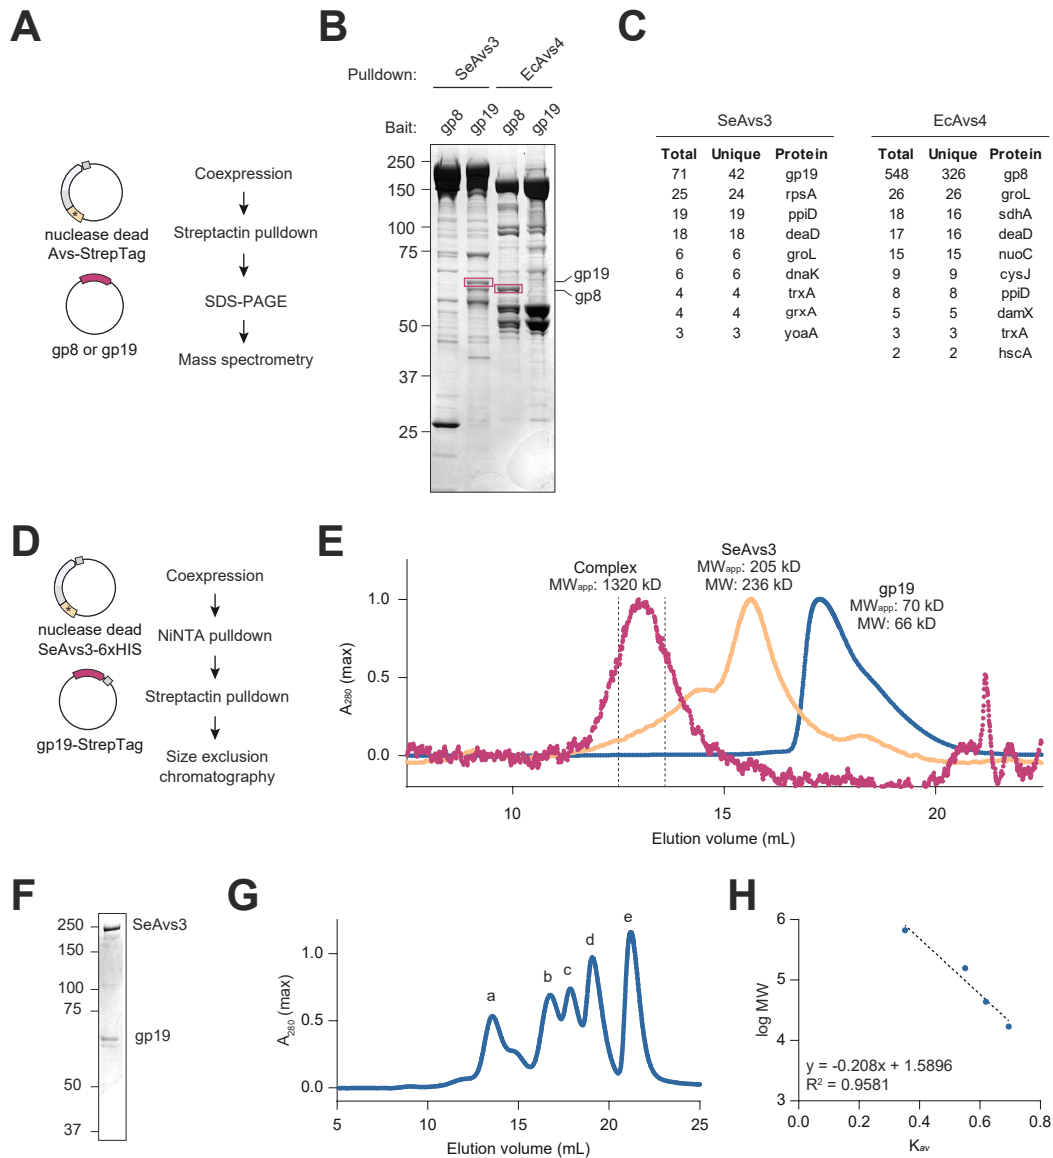 A
nuclease dead
Avs-StrepTag
gp8 or gp19
*
Coexpression
Streptactin pulldown
SDS-PAGE
Mass spectrometry
B
Pulldown:
SeAvs3
EcAvs4
Bait:
gp8
gp19
gp8
gp19
250
150
100
75
50
37
25
gp19
gp8
C
SeAvs3
Total Unique Protein
71 42 gp19
25 24 rpsA
19 19 ppiD
18 18 deaD
6 6 groL
6 6 dnaK
4 4 trxA
4 4 grxA
3 3 yoaA
EcAvs4
Total Unique Protein
548 326 gp8
26 26 groL
18 16 sdhA
17 16 deaD
15 15 nuoC
9 9 cysJ
8 8 ppiD
5 5 damX
3 3 trxA
2 2 hscA
D
*
nuclease dead
SeAvs3-6xHIS
gp19-StrepTag
Coexpression
NiNTA pulldown
Streptactin pulldown
Size exclusion
chromatography
E
Complex
MWapp: 1320 kD
SeAvs3
MWapp: 205 kD
MW: 236 kD
gp19
MWapp: 70 kD
MW: 66 kD
A280 (max)
1.0
0.5
0.0
10
15
20
Elution volume (mL)
F
250
150
100
75
50
37
SeAvs3
gp19
G
A280 (max)
1.0
0.5
0.0
a
b
c
d
e
5
10
15
20
25
Elution volume (mL)
H
log MW
6
5
4
3
y = -0.208x + 1.5896
R2 = 0.9581
0.0
0.2
0.4
0.6
0.8
Kav